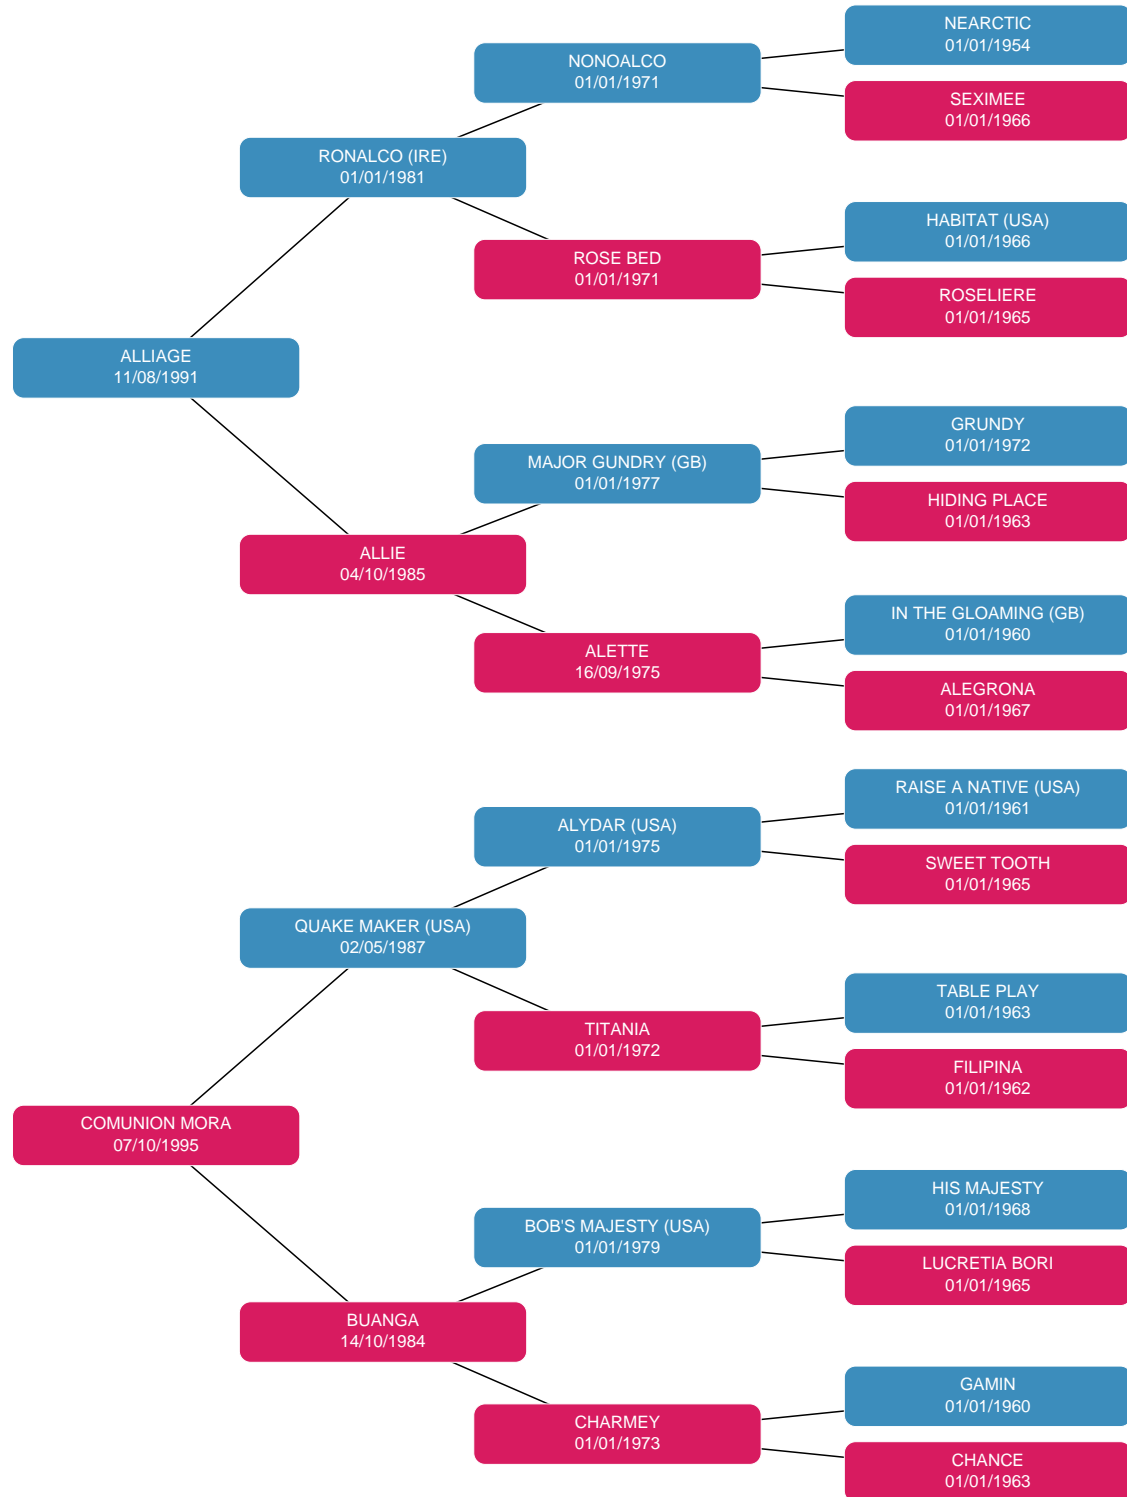 NEARCTIC
01/01/1954
NONOALCO
01/01/1971
SEXIMEE
01/01/1966
RONALCO (IRE)
01/01/1981
HABITAT (USA)
01/01/1966
ROSE BED
01/01/1971
ROSELIERE
01/01/1965
ALLIAGE
11/08/1991
GRUNDY
01/01/1972
MAJOR GUNDRY (GB)
01/01/1977
HIDING PLACE
01/01/1963
ALLIE
04/10/1985
IN THE GLOAMING (GB)
01/01/1960
ALETTE
16/09/1975
ALEGRONA
01/01/1967
RAISE A NATIVE (USA)
01/01/1961
ALYDAR (USA)
01/01/1975
SWEET TOOTH
01/01/1965
QUAKE MAKER (USA)
02/05/1987
TABLE PLAY
01/01/1963
TITANIA
01/01/1972
FILIPINA
01/01/1962
COMUNION MORA
07/10/1995
HIS MAJESTY
01/01/1968
BOB'S MAJESTY (USA)
01/01/1979
LUCRETIA BORI
01/01/1965
BUANGA
14/10/1984
GAMIN
01/01/1960
CHARMEY
01/01/1973
CHANCE
01/01/1963